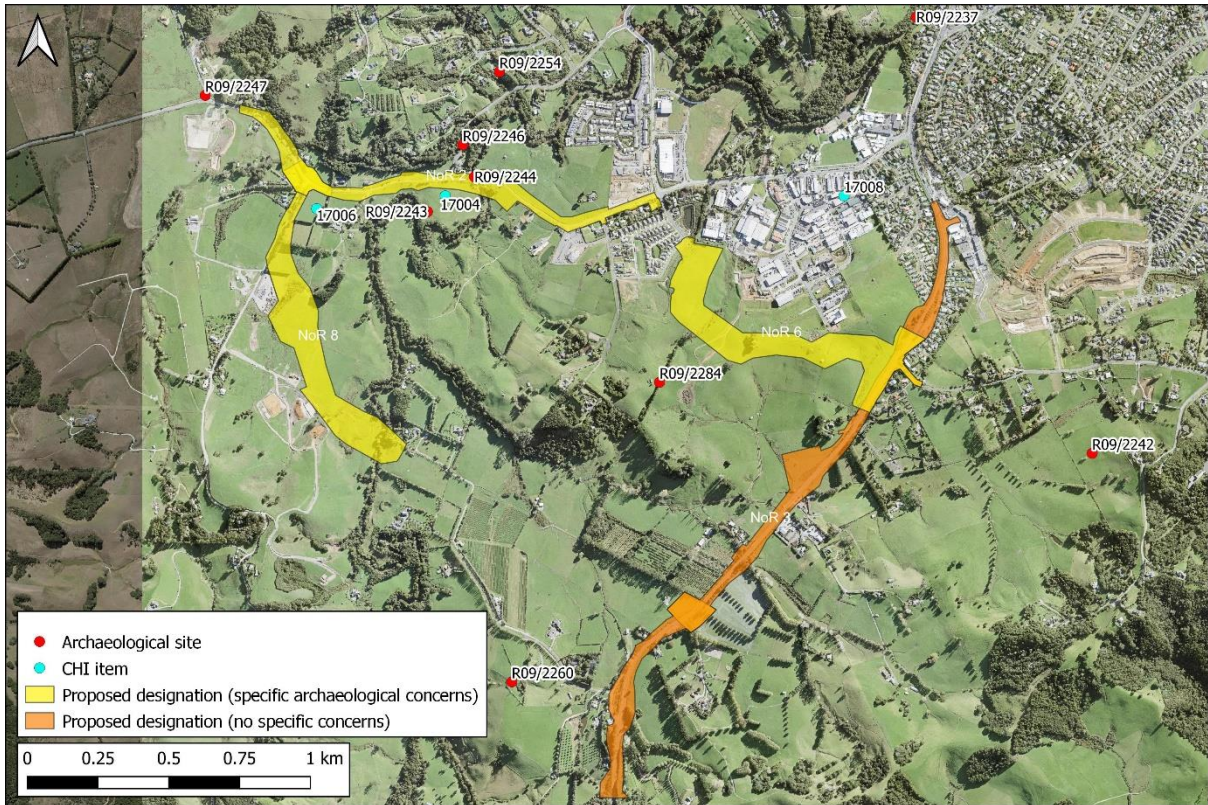 R09/2237
R09/2254
R09/2247
R09/2246
NoR 2
R09/2244
17008
17004
17006
R09/2243
NoR 8
NoR 6
R09/2284
R09/2242
NoR 3
Archaeological site
CHI item
Proposed designation (specific archaeological concerns)
R09/2260
Proposed designation (no specific concerns)
0 0.25 0.5 0.75 1 km